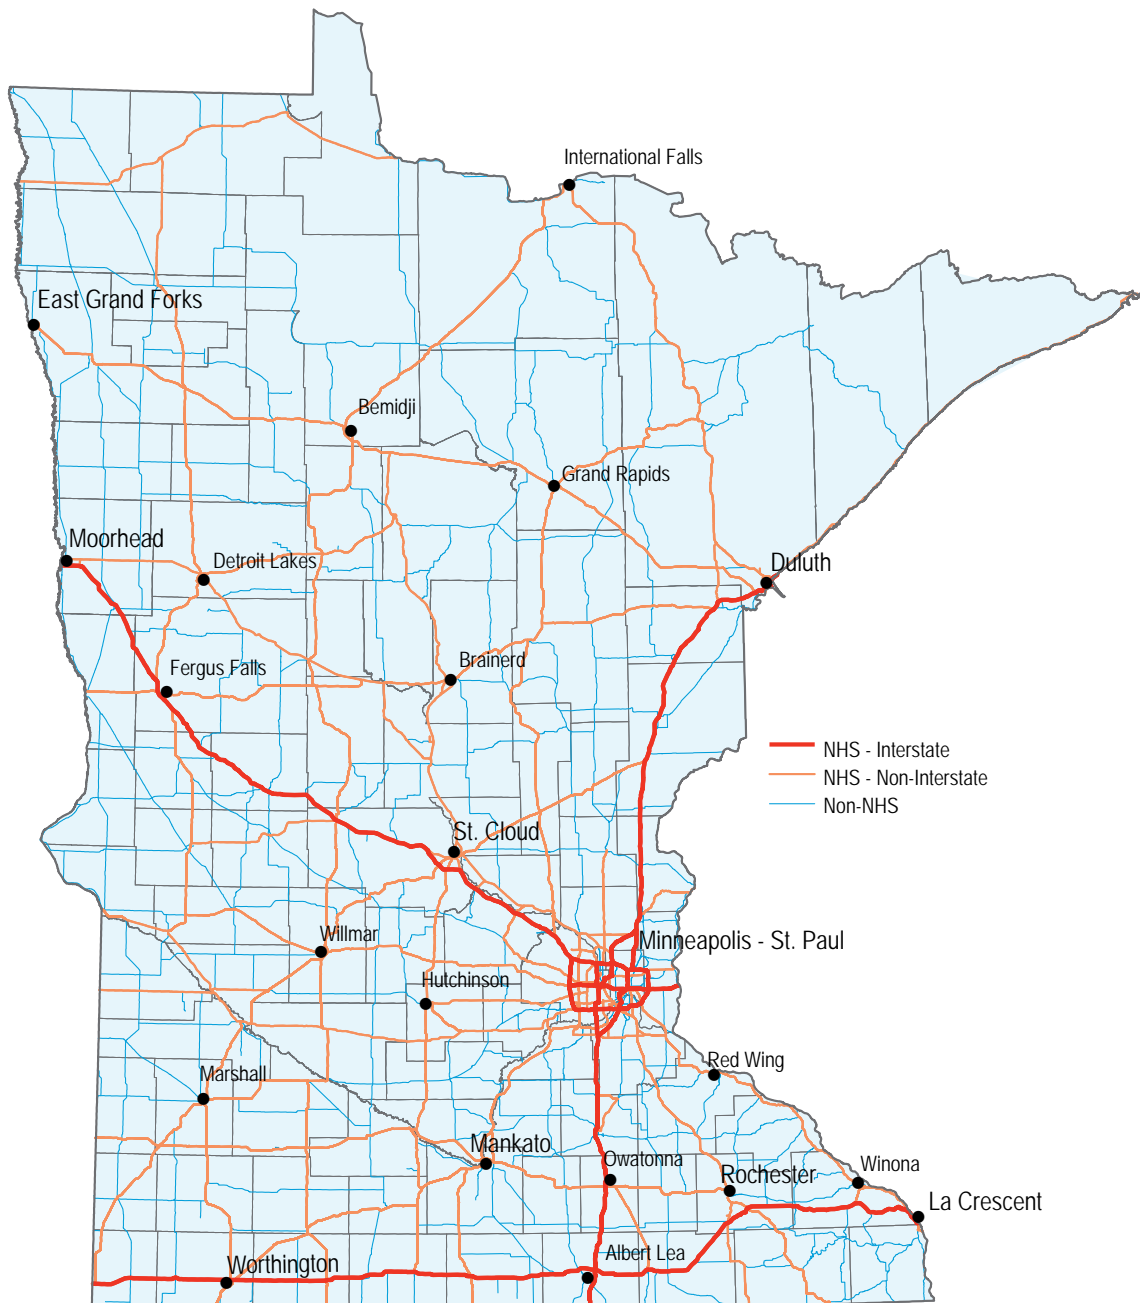 International Falls
East Grand Forks
Bemidji
Grand Rapids
Moorhead
Detroit Lakes
Duluth
Brainerd
Fergus Falls
NHS - Interstate
NHS - Non-Interstate
Non-NHS
St. Cloud
Willmar
Minneapolis - St. Paul
Hutchinson
Red Wing
Marshall
Mankato
Owatonna
Rochester
Winona
La Crescent
Albert Lea
Worthington